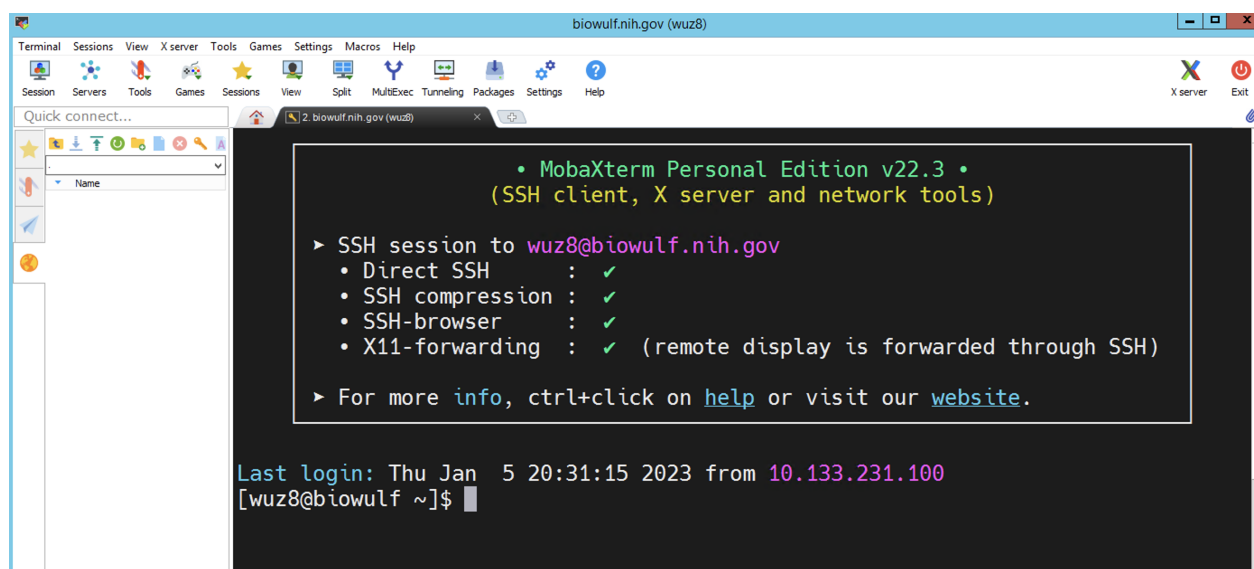 biowulf.nih.gov (wuz8)
Terminal Sessions View X server Tools Games Settings Macros Help
Session Servers Tools Games Sessions View Split MultiExec Tunneling Packages Settings Help X server Exit
Quick connect...
2. biowulf.nih.gov (wuz8)
Name
• MobaXterm Personal Edition v22.3 •
(SSH client, X server and network tools)
➤ SSH session to wuz8@biowulf.nih.gov
• Direct SSH : ✔
• SSH compression : ✔
• SSH-browser : ✔
• X11-forwarding : ✔ (remote display is forwarded through SSH)
➤ For more info, ctrl+click on help or visit our website.
Last login: Thu Jan 5 20:31:15 2023 from 10.133.231.100
[wuz8@biowulf ~]$